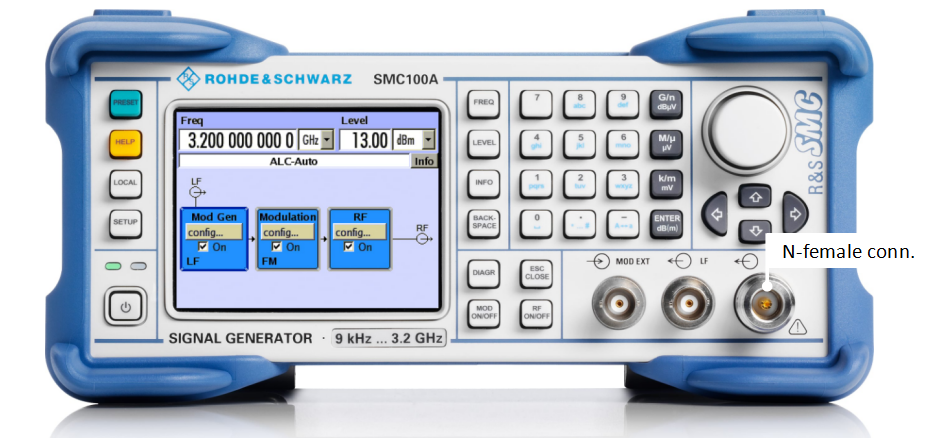 ROHDE & SCHWARZ SMC100A
PRESET
HELP
LOCAL
SETUP
Freq Level
3.200 000 000 0 GHz 13.00 dBm
ALC-Auto Info
LF
Mod Gen Modulation RF
config... config... config...
On On On
LF FM
RF
FREQ 7 8 abc 9 def G/n dBµV
LEVEL 4 ghi 5 jkl 6 mno M/µ µV
INFO 1 pqrs 2 tuv 3 wxyz k/m mV
BACK-SPACE 0 . – ENTER dB(m)
R&S SMC
DIAGR ESC CLOSE
MOD ON/OFF RF ON/OFF
MOD EXT LF
N-female conn.
SIGNAL GENERATOR · 9 kHz ... 3.2 GHz